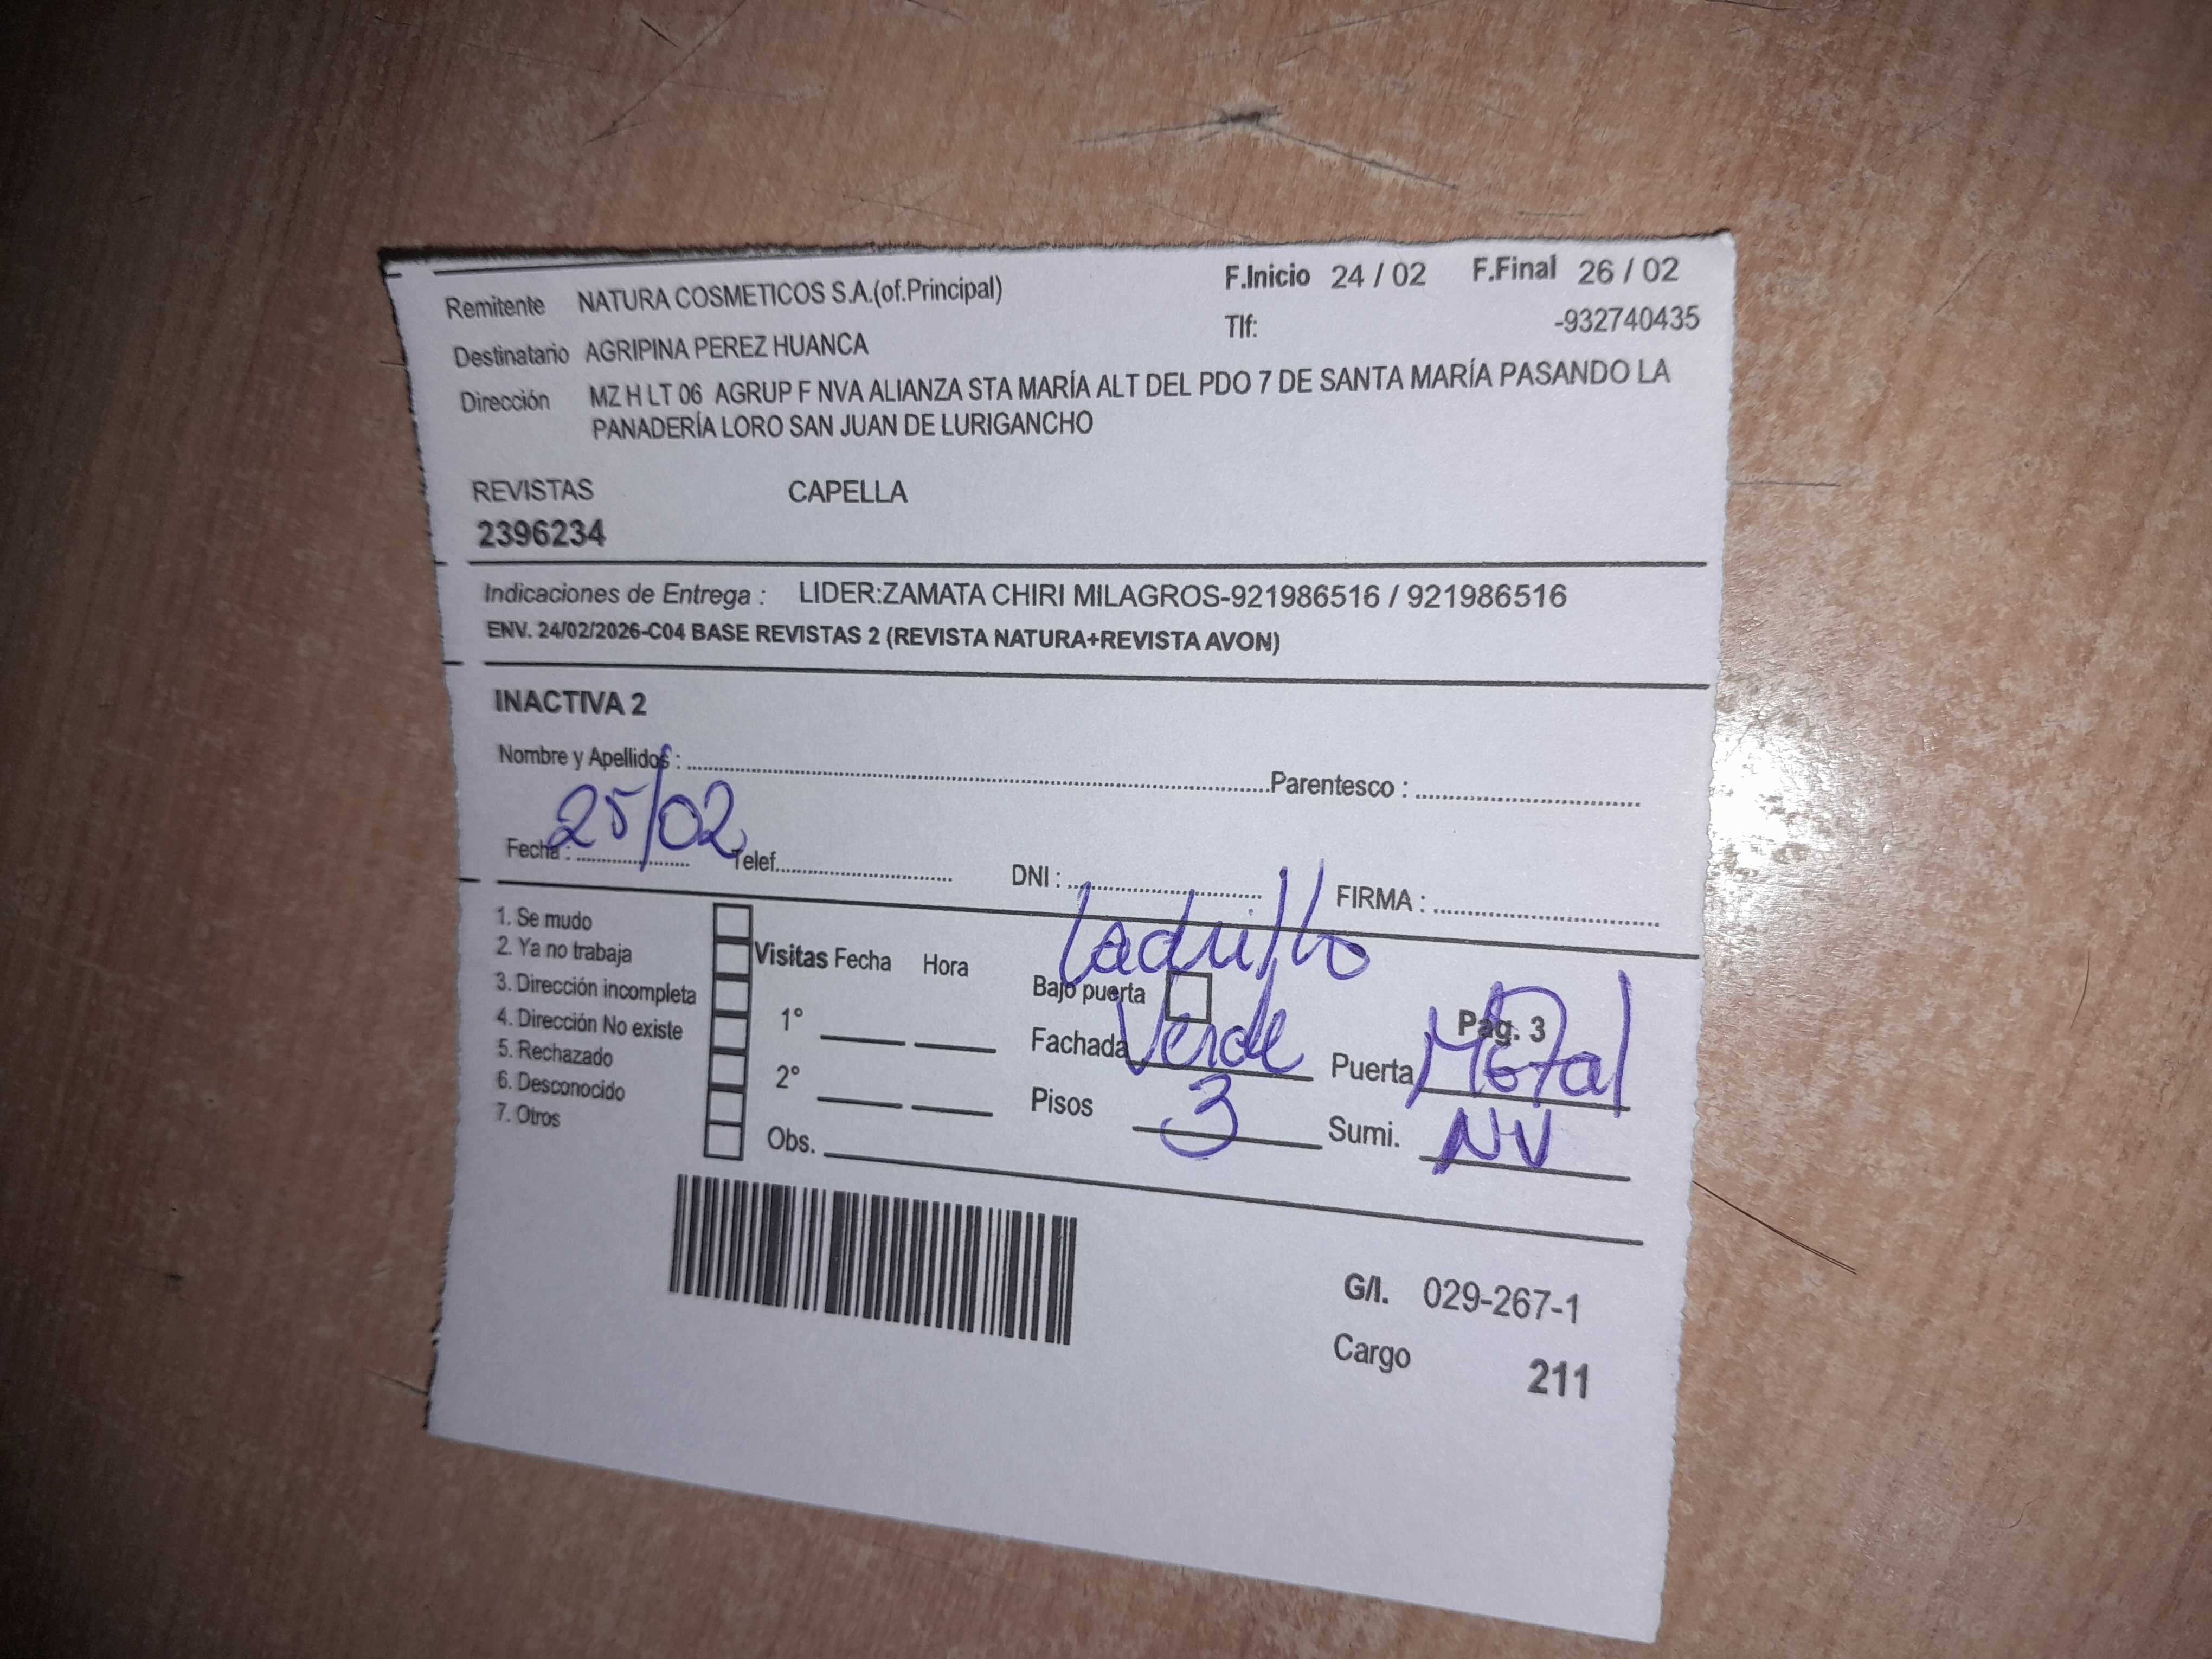 Remitente NATURA COSMETICOS S.A.(of.Principal) F.Inicio 24 / 02 F.Final 26 / 02
Destinatario AGRIPINA PEREZ HUANCA Tlf: -932740435
Dirección MZ H LT 06 AGRUP F NVA ALIANZA STA MARÍA ALT DEL PDO 7 DE SANTA MARÍA PASANDO LA
PANADERÍA LORO SAN JUAN DE LURIGANCHO
REVISTAS CAPELLA
2396234
Indicaciones de Entrega : LIDER:ZAMATA CHIRI MILAGROS-921986516 / 921986516
ENV. 24/02/2026-C04 BASE REVISTAS 2 (REVISTA NATURA+REVISTA AVON)
INACTIVA 2
Nombre y Apellidos : Parentesco :
Fecha : 25/02 Telef. DNI : FIRMA :
1. Se mudo
2. Ya no trabaja
3. Dirección incompleta
4. Dirección No existe
5. Rechazado
6. Desconocido
7. Otros
Visitas Fecha Hora
1°
2°
Obs.
Ladrillo
Bajo puerta
Pag. 3
Fachada Verde Puerta Metal
Pisos 3 Sumi. NV
G/I. 029-267-1
Cargo 211